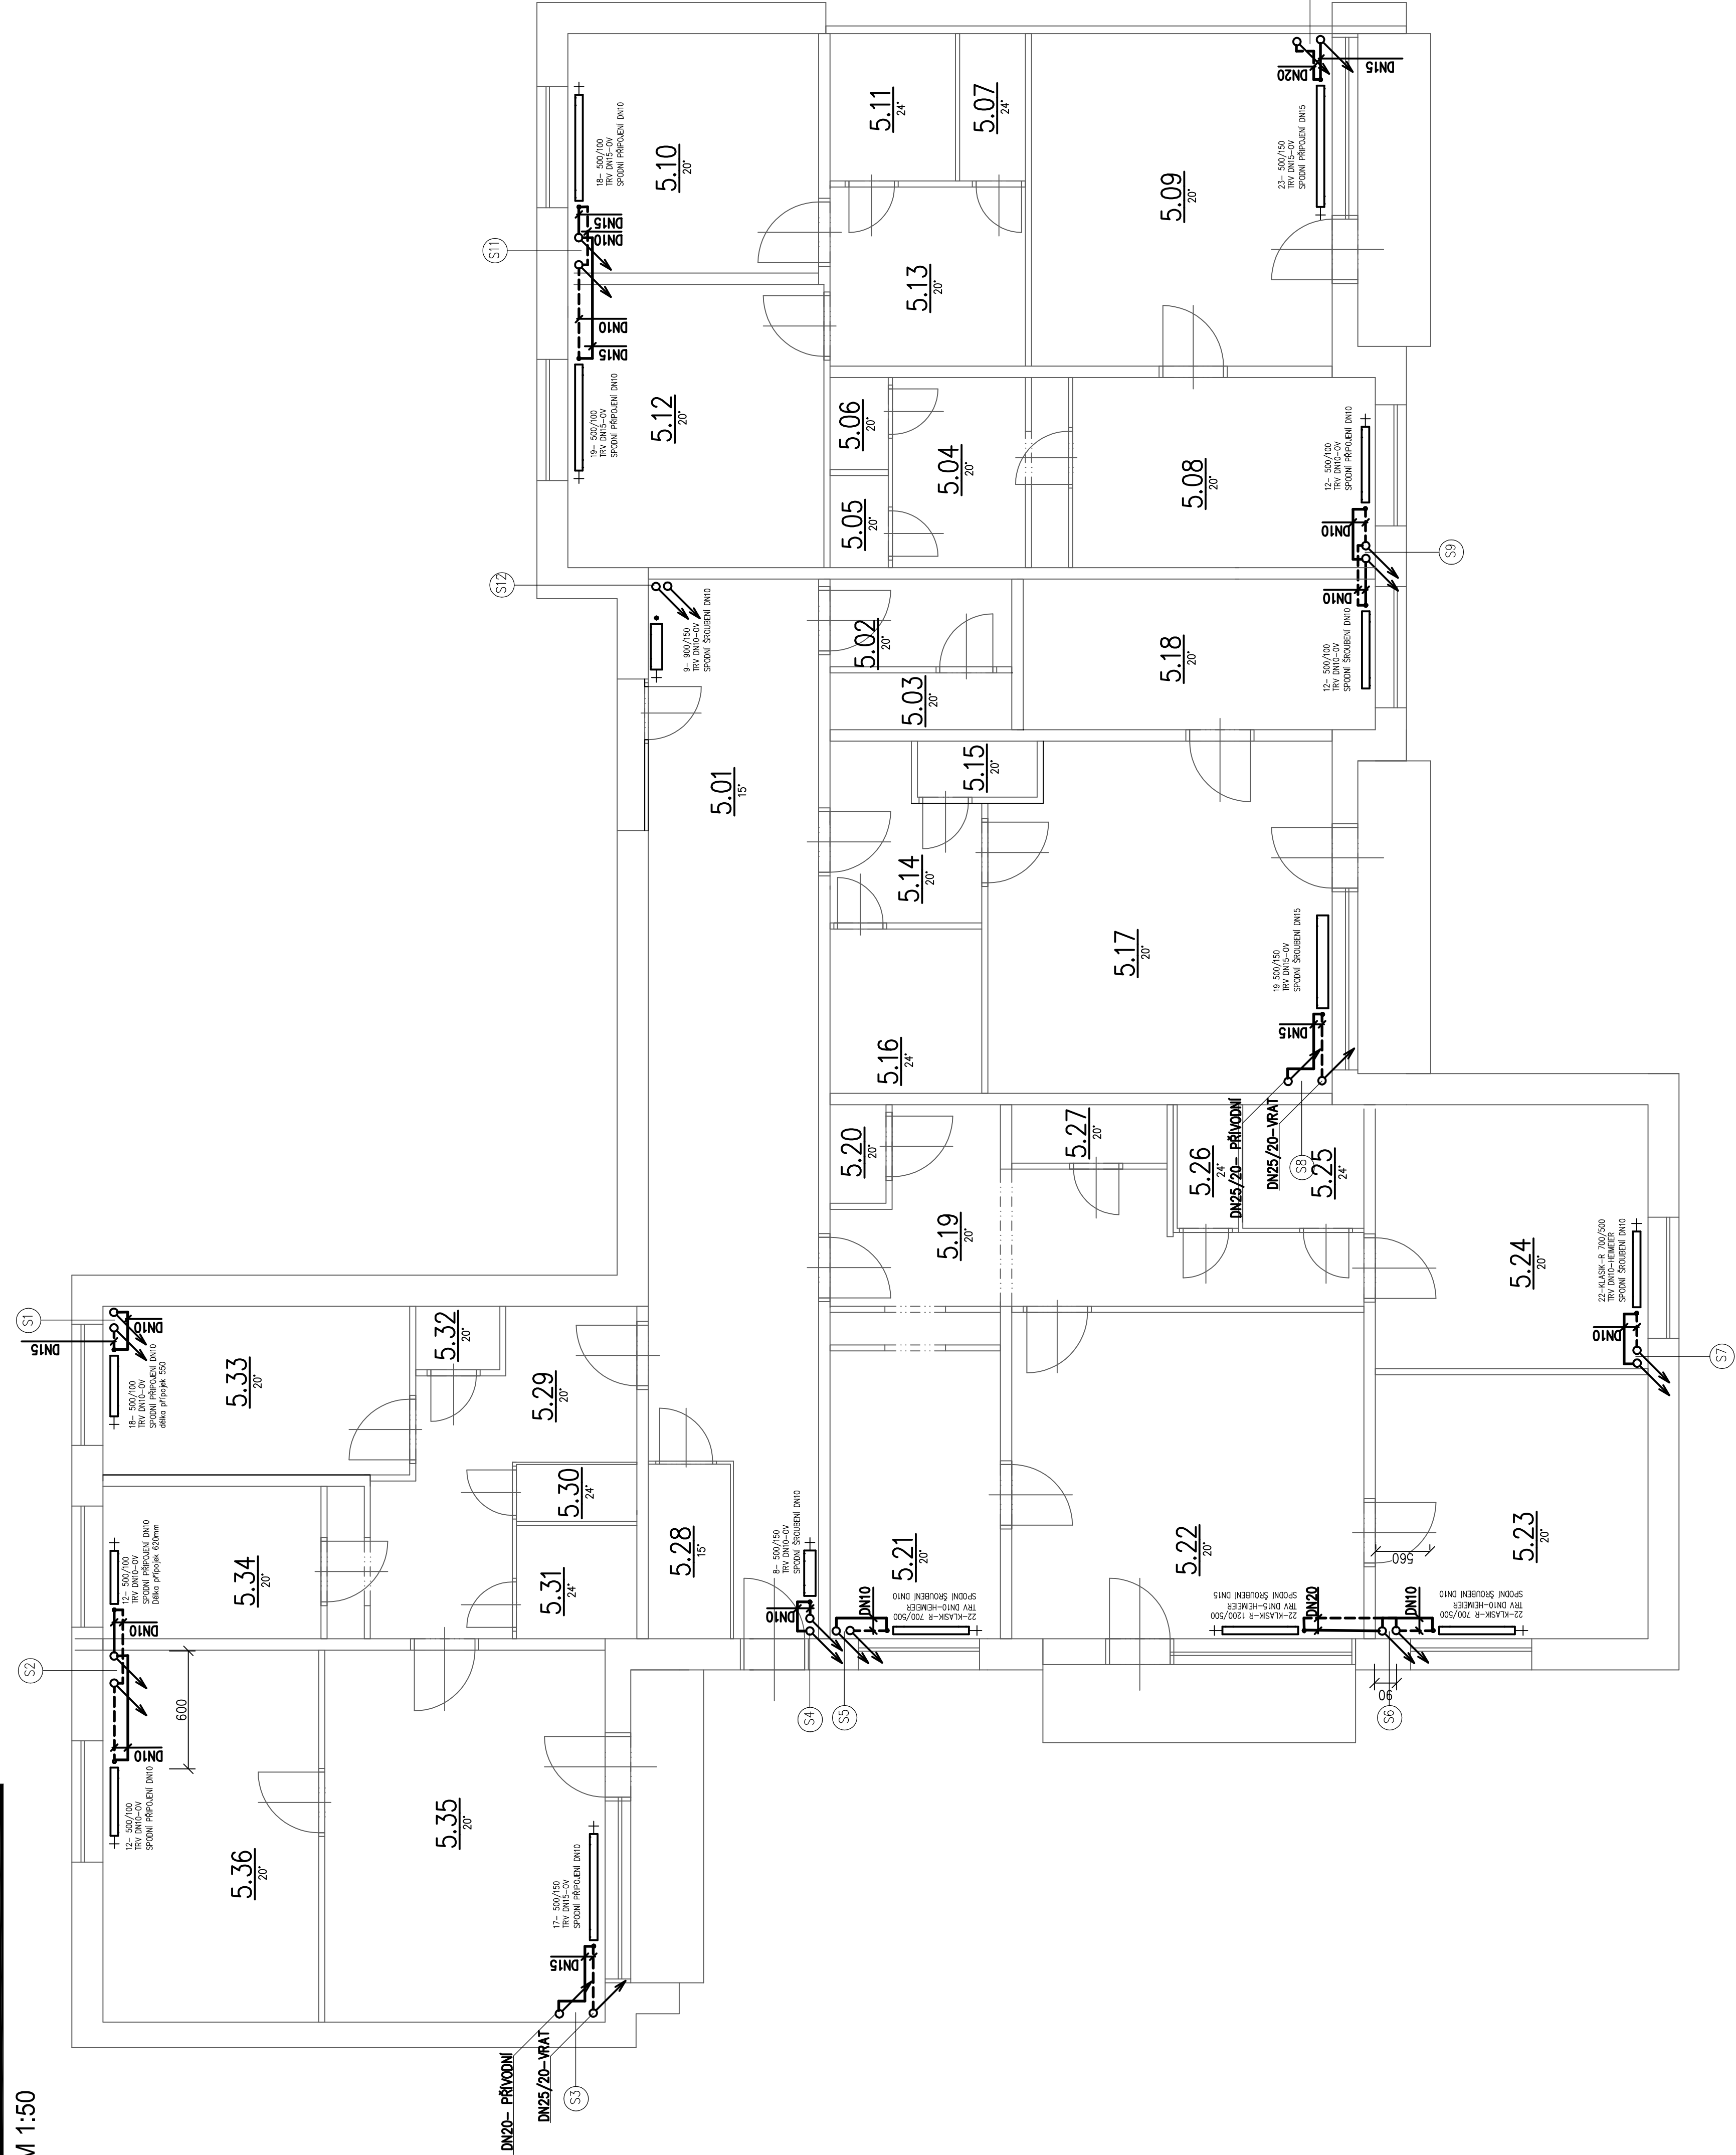 M 1:50
DN20- PŘÍVODNÍ
DN25/20-VRAT
S3
S2
600
DN10
DN10
12- 500/100
TRV DN10-OV
SPODNÍ PŘIPOJENÍ DN10
12- 500/100
TRV DN10-OV
SPODNÍ PŘIPOJENÍ DN10
Délka přípojek 620mm
5.36
20°
5.35
20°
17- 500/150
TRV DN15-OV
SPODNÍ PŘIPOJENÍ DN10
DN15
5.34
20°
5.31
24°
5.30
24°
5.28
15°
S1
DN15
DN10
18- 500/100
TRV DN10-OV
SPODNÍ PŘIPOJENÍ DN10
délka přípojek 550
5.33
20°
5.32
20°
5.29
20°
S4
S5
DN10
8- 500/150
TRV DN10-OV
SPODNÍ ŠROUBENÍ DN10
5.21
20°
22-KLASIK-R 700/500
TRV DN10-HEIMEIER
SPODNÍ ŠROUBENÍ DN10
DN10
5.22
20°
22-KLASIK-R 1200/500
TRV DN15-HEIMEIER
SPODNÍ ŠROUBENÍ DN15
DN20
DN10
22-KLASIK-R 700/500
TRV DN10-HEIMEIER
SPODNÍ ŠROUBENÍ DN10
S6
90
560
5.23
20°
5.24
20°
22-KLASIK-R 700/500
TRV DN10-HEIMEIER
SPODNÍ ŠROUBENÍ DN10
DN10
S7
5.19
20°
5.20
20°
5.27
20°
5.26
24°
5.25
24°
DN25/20- PŘÍVODNÍ
DN25/20-VRAT
S8
DN15
19 500/150
TRV DN15-OV
SPODNÍ ŠROUBENÍ DN15
5.16
24°
5.17
20°
5.14
20°
5.15
20°
5.01
15°
5.03
20°
5.02
20°
5.18
20°
S12
9- 900/150
TRV DN10-OV
SPODNÍ ŠROUBENÍ DN10
12- 500/100
TRV DN10-OV
SPODNÍ ŠROUBENÍ DN10
DN10
DN10
S9
12- 500/100
TRV DN10-OV
SPODNÍ PŘIPOJENÍ DN10
5.05
20°
5.06
20°
5.04
20°
5.08
20°
5.12
20°
19- 500/100
TRV DN15-OV
SPODNÍ PŘIPOJENÍ DN10
DN15
DN10
S11
DN10
DN15
18- 500/100
TRV DN15-OV
SPODNÍ PŘIPOJENÍ DN10
5.10
20°
5.13
20°
5.11
24°
5.07
24°
5.09
20°
23- 500/150
TRV DN15-OV
SPODNÍ PŘIPOJENÍ DN15
DN20
DN15